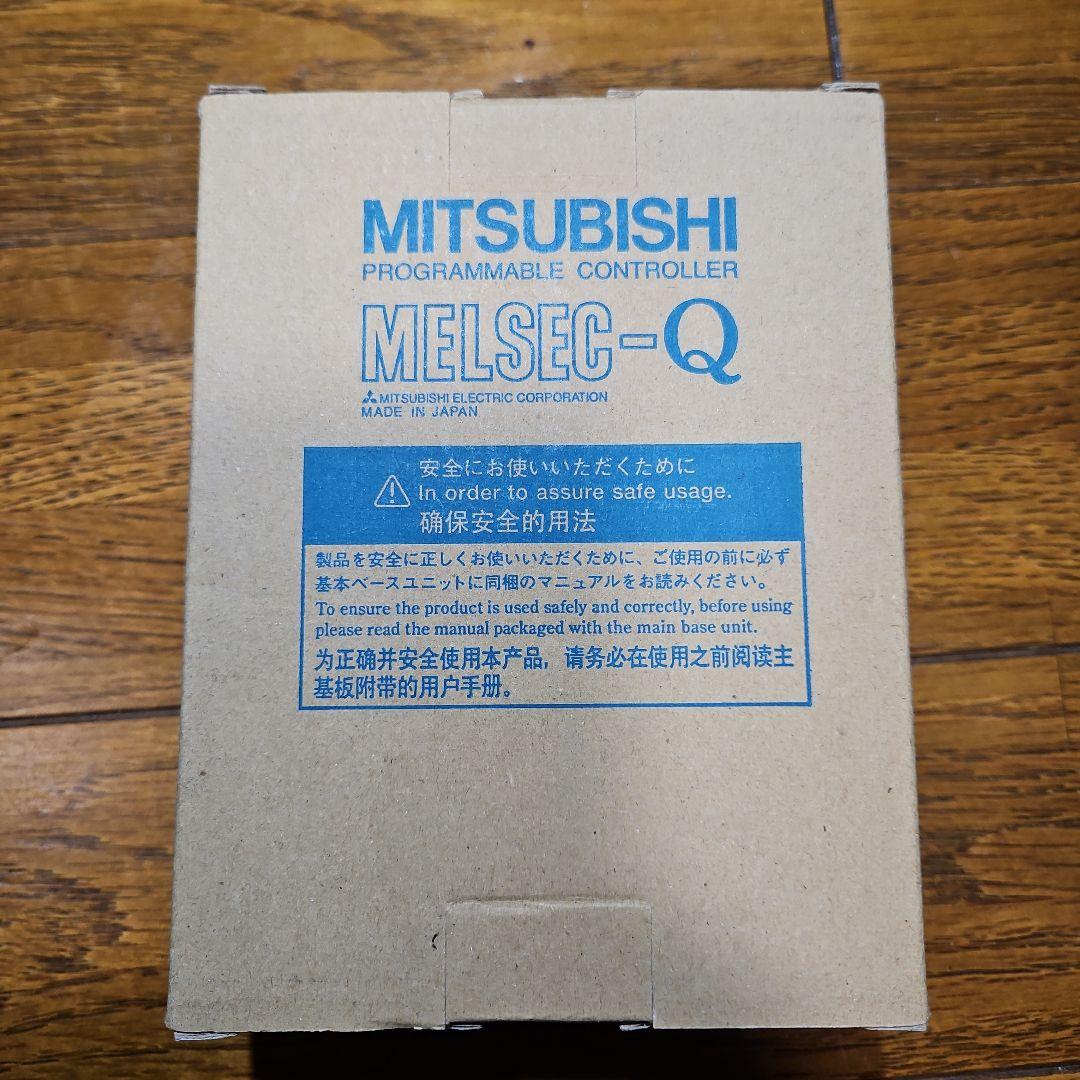 MITSUBISHI
PROGRAMMABLE CONTROLLER
MELSEC-Q
MITSUBISHI ELECTRIC CORPORATION
MADE IN JAPAN
安全にお使いいただくために
In order to assure safe usage.
确保安全的用法
製品を安全に正しくお使いいただくために、ご使用の前に必ず
基本ベースユニットに同梱のマニュアルをお読みください。
To ensure the product is used safely and correctly, before using
please read the manual packaged with the main base unit.
为正确并安全使用本产品，请务必在使用之前阅读主
基板附带的用户手册。